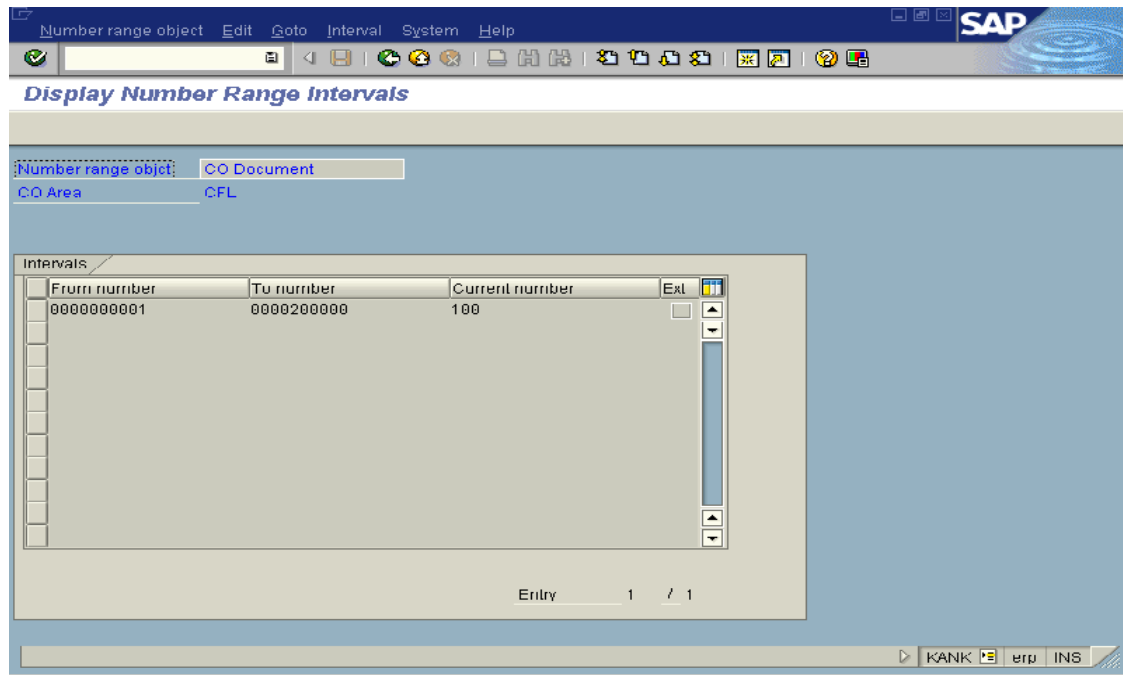 Number range object Edit Goto Interval System Help
SAP
Display Number Range Intervals
Number range objct CO Document
CO Area CFL
Intervals
From number To number Current number Ext
0000000001 0000200000 100
Entry 1 / 1
KANK erp INS